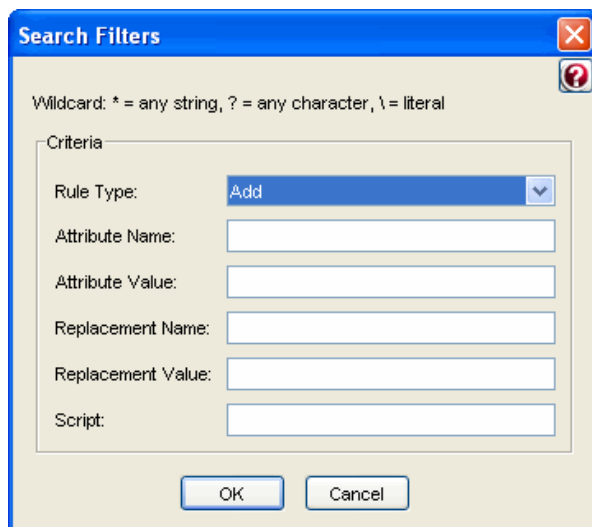 Search Filters
Wildcard: * = any string, ? = any character, \ = literal
Criteria
Rule Type: Add
Attribute Name:
Attribute Value:
Replacement Name:
Replacement Value:
Script:
OK Cancel